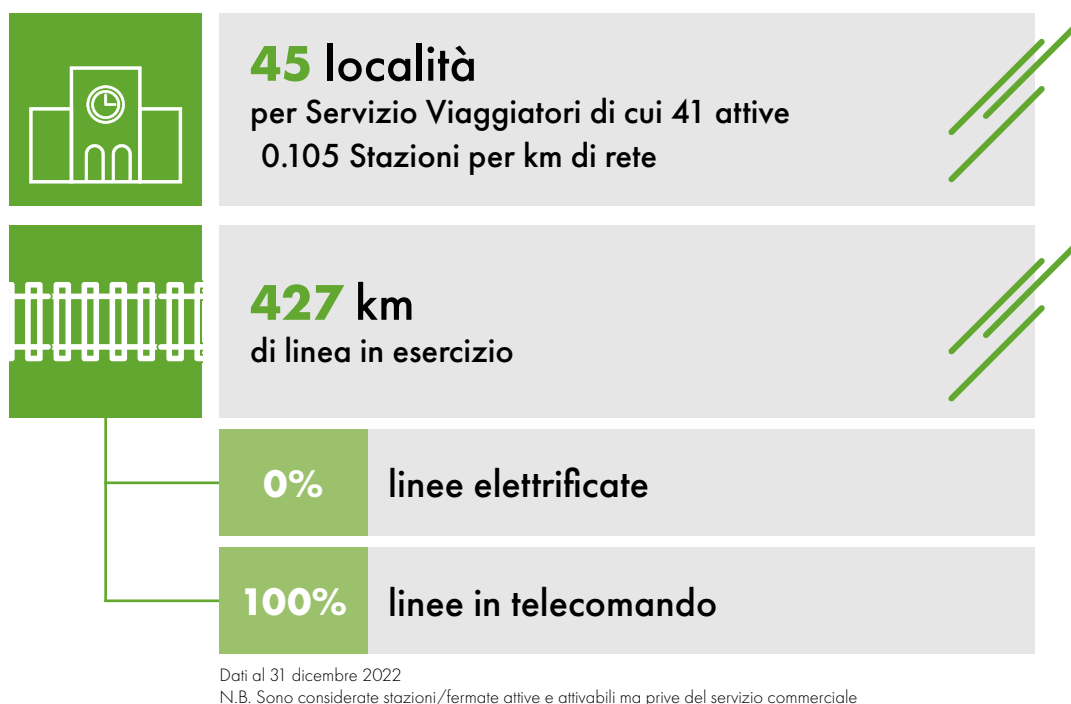 45 località
per Servizio Viaggiatori di cui 41 attive
0.105 Stazioni per km di rete
427 km
di linea in esercizio
0% linee elettrificate
100% linee in telecomando
Dati al 31 dicembre 2022
N.B. Sono considerate stazioni/fermate attive e attivabili ma prive del servizio commerciale